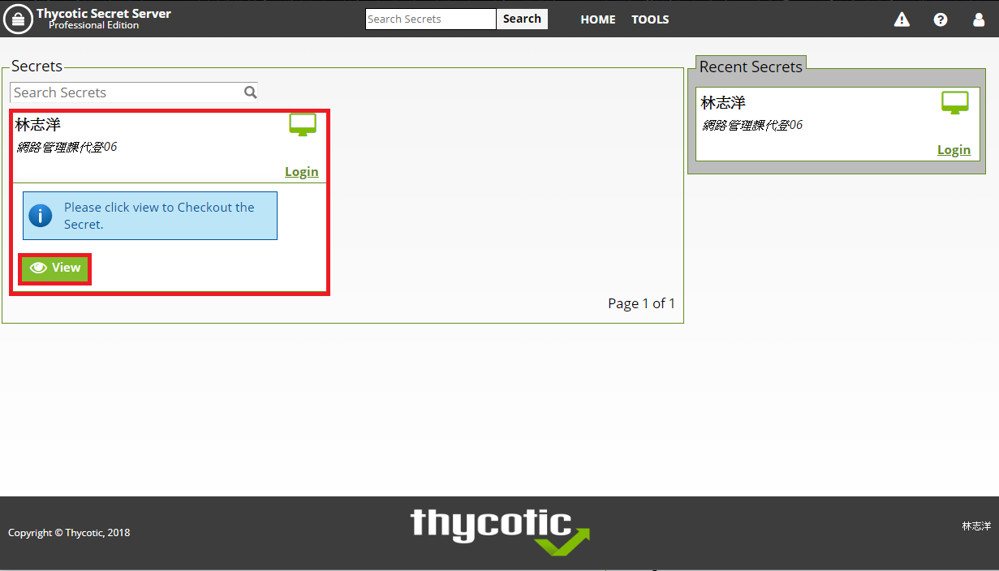 Thycotic Secret Server
Professional Edition
Search Secrets
Search
HOME
TOOLS
Secrets
Search Secrets
林志洋
網路管理課代登06
Login
Please click view to Checkout the
Secret.
View
Page 1 of 1
Recent Secrets
林志洋
網路管理課代登06
Login
Copyright © Thycotic, 2018
thycotic
林志洋